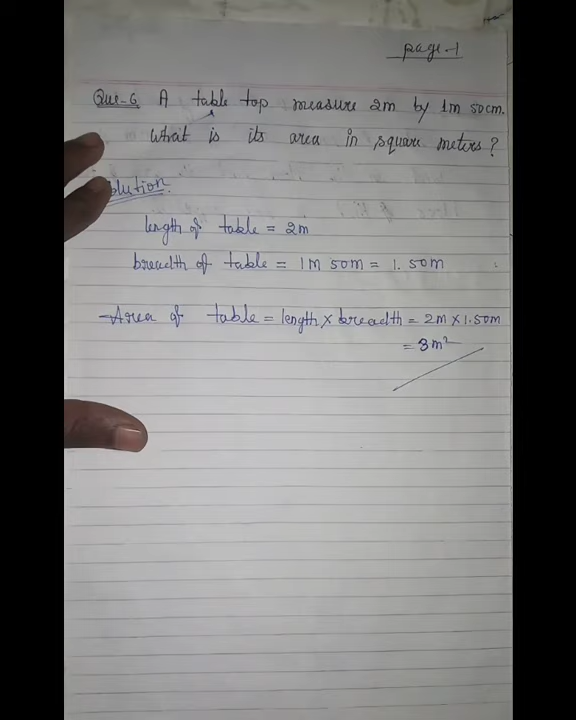 page-1
Que-6 A table top measure 2m by 1m 50cm.
What is its area in square meters?
Solution.
length of table = 2m
breadth of table = 1M 50M = 1.50M
Area of table = length × breadth = 2M × 1.50M
= 3M²